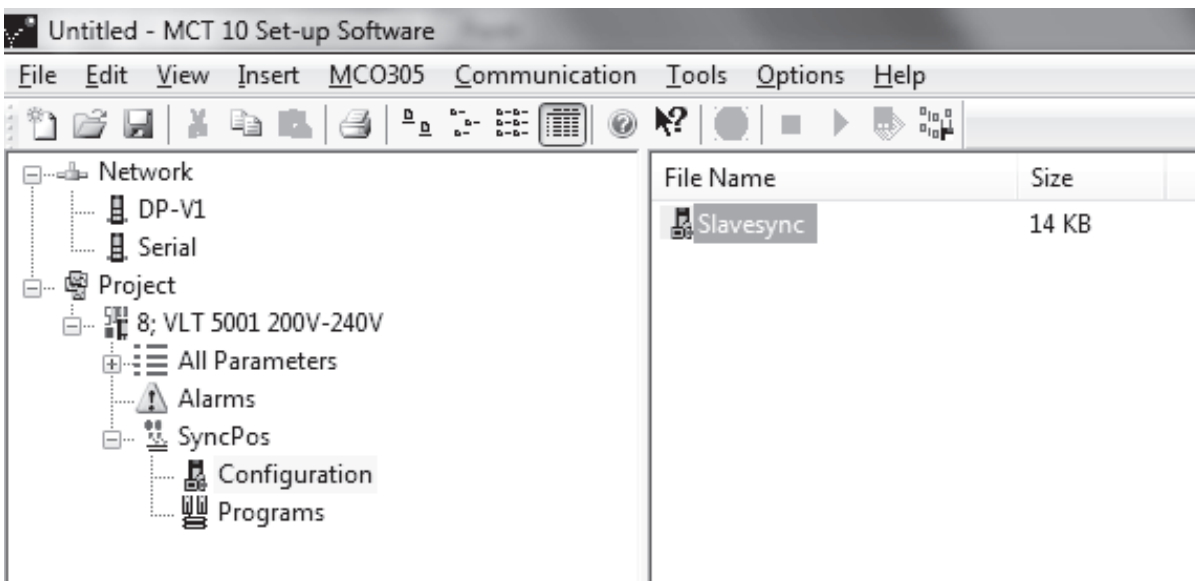 Untitled - MCT 10 Set-up Software
File Edit View Insert MCO305 Communication Tools Options Help
Network
DP-V1
Serial
Project
8; VLT 5001 200V-240V
All Parameters
Alarms
SyncPos
Configuration
Programs
File Name Size
Slavesync 14 KB